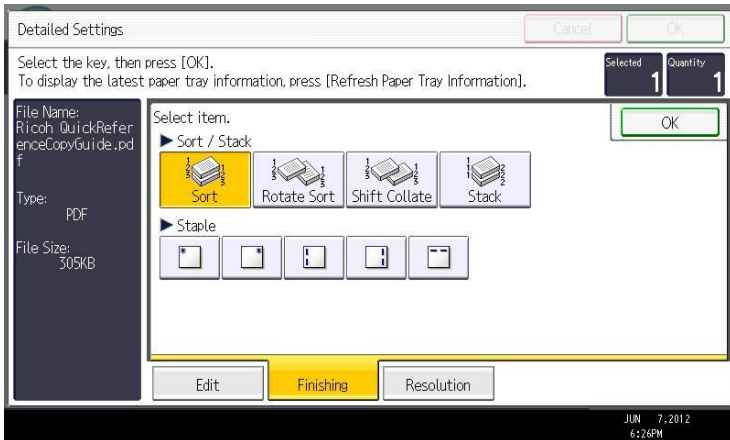 Detailed Settings
Cancel
OK
Select the key, then press [OK].
To display the latest paper tray information, press [Refresh Paper Tray Information].
Selected
1
Quantity
1
File Name:
Ricoh QuickRefer
enceCopyGuide.pd
f
Type:
PDF
File Size:
305KB
Select item.
OK
▶ Sort / Stack
Sort
Rotate Sort
Shift Collate
Stack
▶ Staple
Edit
Finishing
Resolution
JUN 7,2012
6:26PM